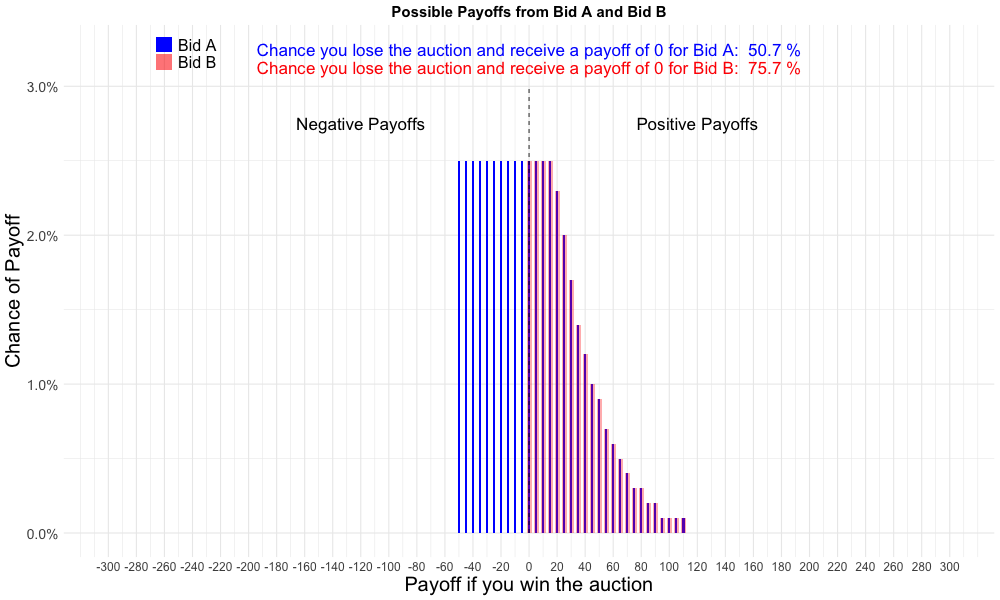 Possible Payoffs from Bid A and Bid B
Bid A
Bid B
Chance you lose the auction and receive a payoff of 0 for Bid A:  50.7 %
Chance you lose the auction and receive a payoff of 0 for Bid B:  75.7 %
Negative Payoffs
Positive Payoffs
Chance of Payoff
3.0%
2.0%
1.0%
0.0%
-300 -280 -260 -240 -220 -200 -180 -160 -140 -120 -100 -80 -60 -40 -20 0 20 40 60 80 100 120 140 160 180 200 220 240 260 280 300
Payoff if you win the auction